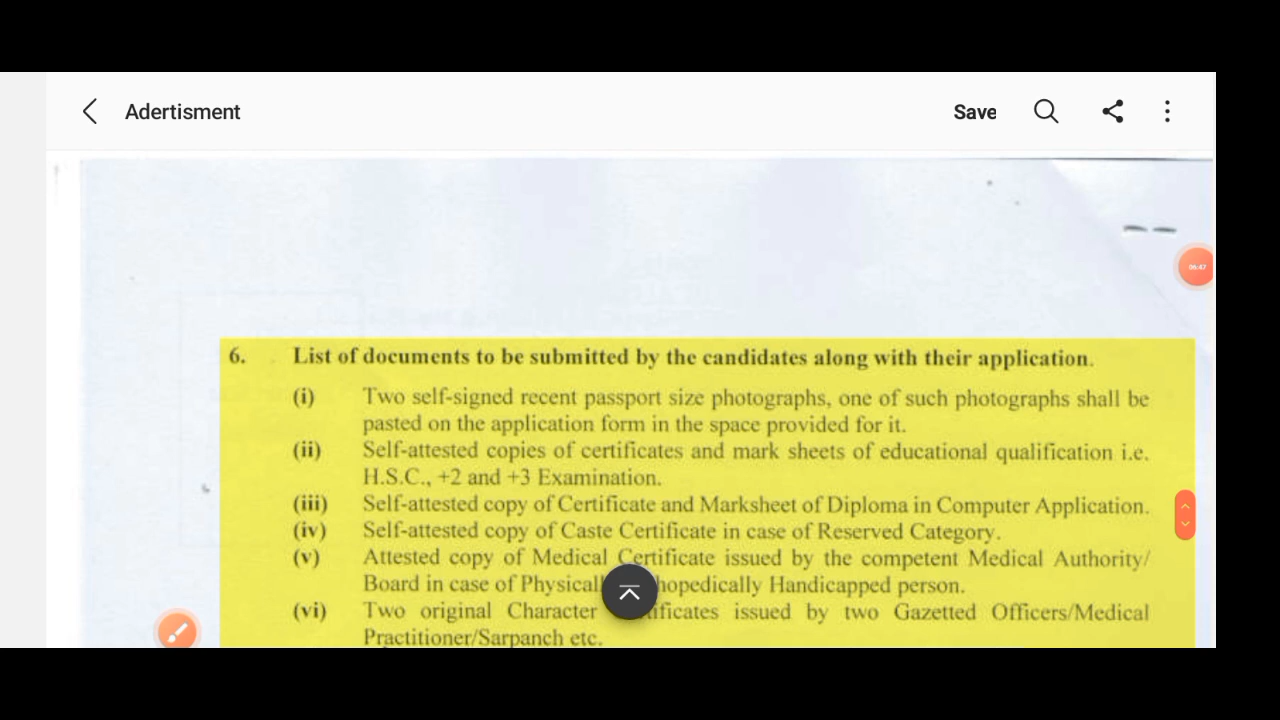 Adertisment
Save
06:47
6. List of documents to be submitted by the candidates along with their application.
(i) Two self-signed recent passport size photographs, one of such photographs shall be
pasted on the application form in the space provided for it.
(ii) Self-attested copies of certificates and mark sheets of educational qualification i.e.
H.S.C., +2 and +3 Examination.
(iii) Self-attested copy of Certificate and Marksheet of Diploma in Computer Application.
(iv) Self-attested copy of Caste Certificate in case of Reserved Category.
(v) Attested copy of Medical Certificate issued by the competent Medical Authority/
Board in case of Handicapped person.
(vi) Two original Character issued by two Gazetted Officers/Medical
Practitioner/Sarpanch etc.